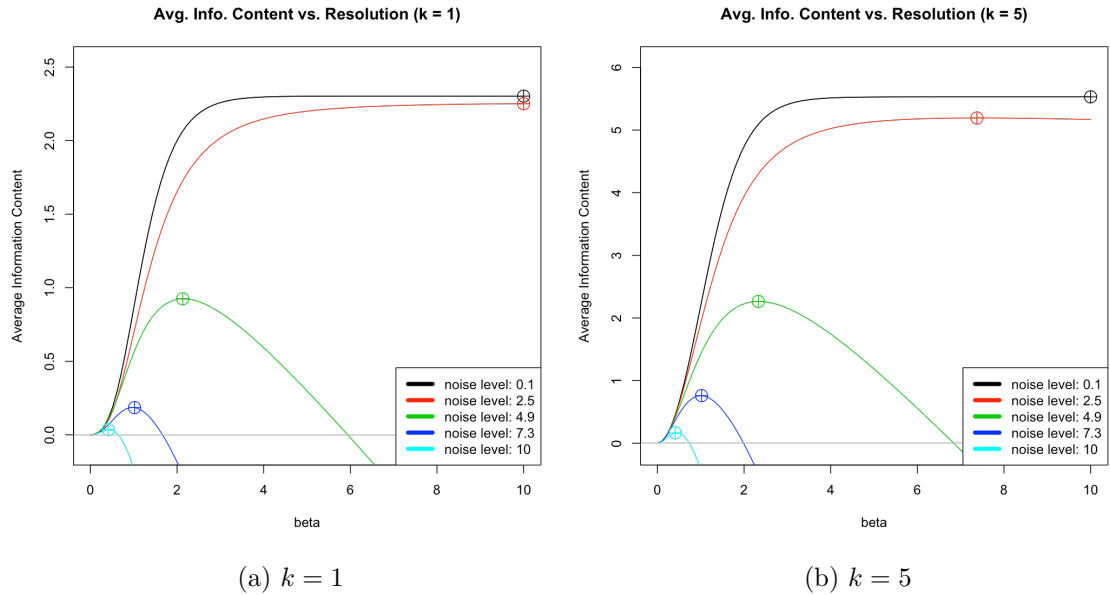 Avg. Info. Content vs. Resolution (k = 1)
Average Information Content
2.5
2.0
1.5
1.0
0.5
0.0
noise level: 0.1
noise level: 2.5
noise level: 4.9
noise level: 7.3
noise level: 10
0 2 4 6 8 10
beta
(a) k = 1
Avg. Info. Content vs. Resolution (k = 5)
Average Information Content
6
5
4
3
2
1
0
noise level: 0.1
noise level: 2.5
noise level: 4.9
noise level: 7.3
noise level: 10
0 2 4 6 8 10
beta
(b) k = 5